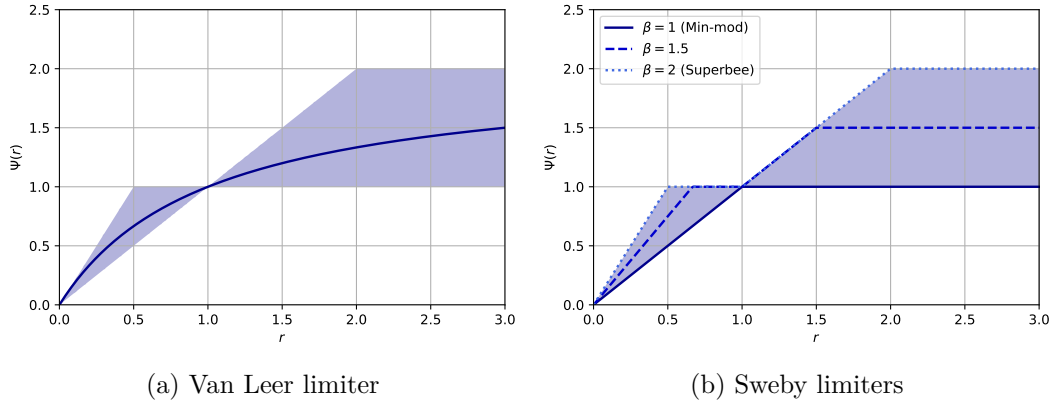 2.5
2.0
1.5
1.0
0.5
0.0
Ψ(r)
0.0 0.5 1.0 1.5 2.0 2.5 3.0
r
(a) Van Leer limiter
2.5
2.0
1.5
1.0
0.5
0.0
Ψ(r)
β = 1 (Min-mod)
β = 1.5
β = 2 (Superbee)
0.0 0.5 1.0 1.5 2.0 2.5 3.0
r
(b) Sweby limiters